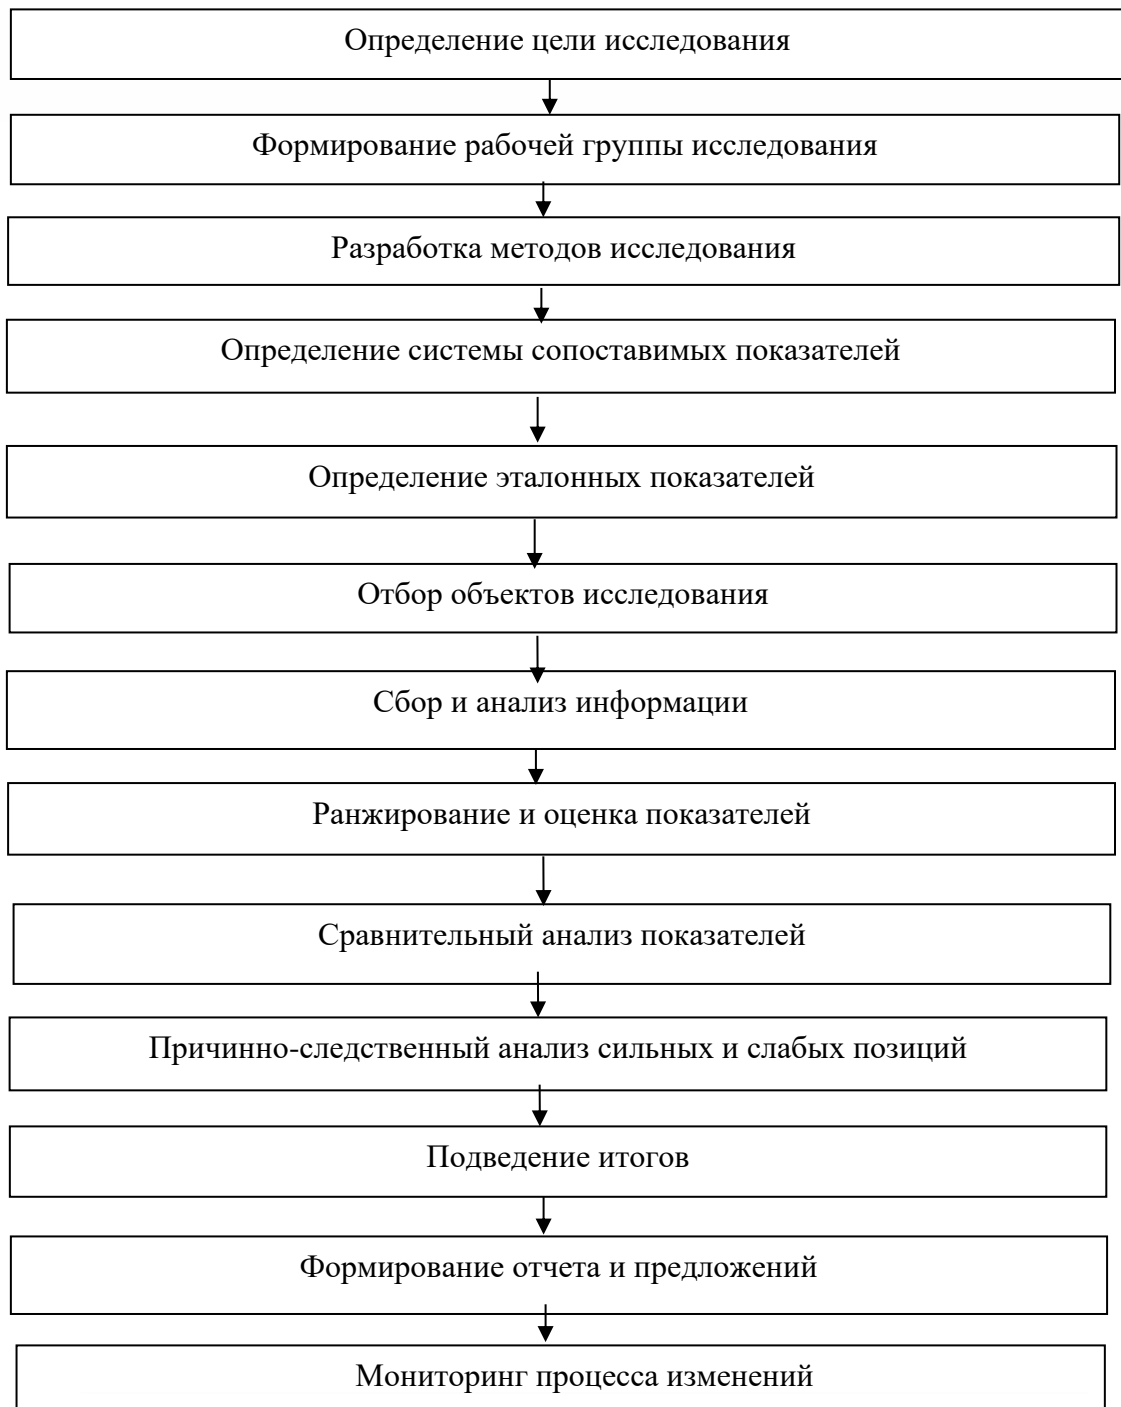 Определение цели исследования
Формирование рабочей группы исследования
Разработка методов исследования
Определение системы сопоставимых показателей
Определение эталонных показателей
Отбор объектов исследования
Сбор и анализ информации
Ранжирование и оценка показателей
Сравнительный анализ показателей
Причинно-следственный анализ сильных и слабых позиций
Подведение итогов
Формирование отчета и предложений
Мониторинг процесса изменений